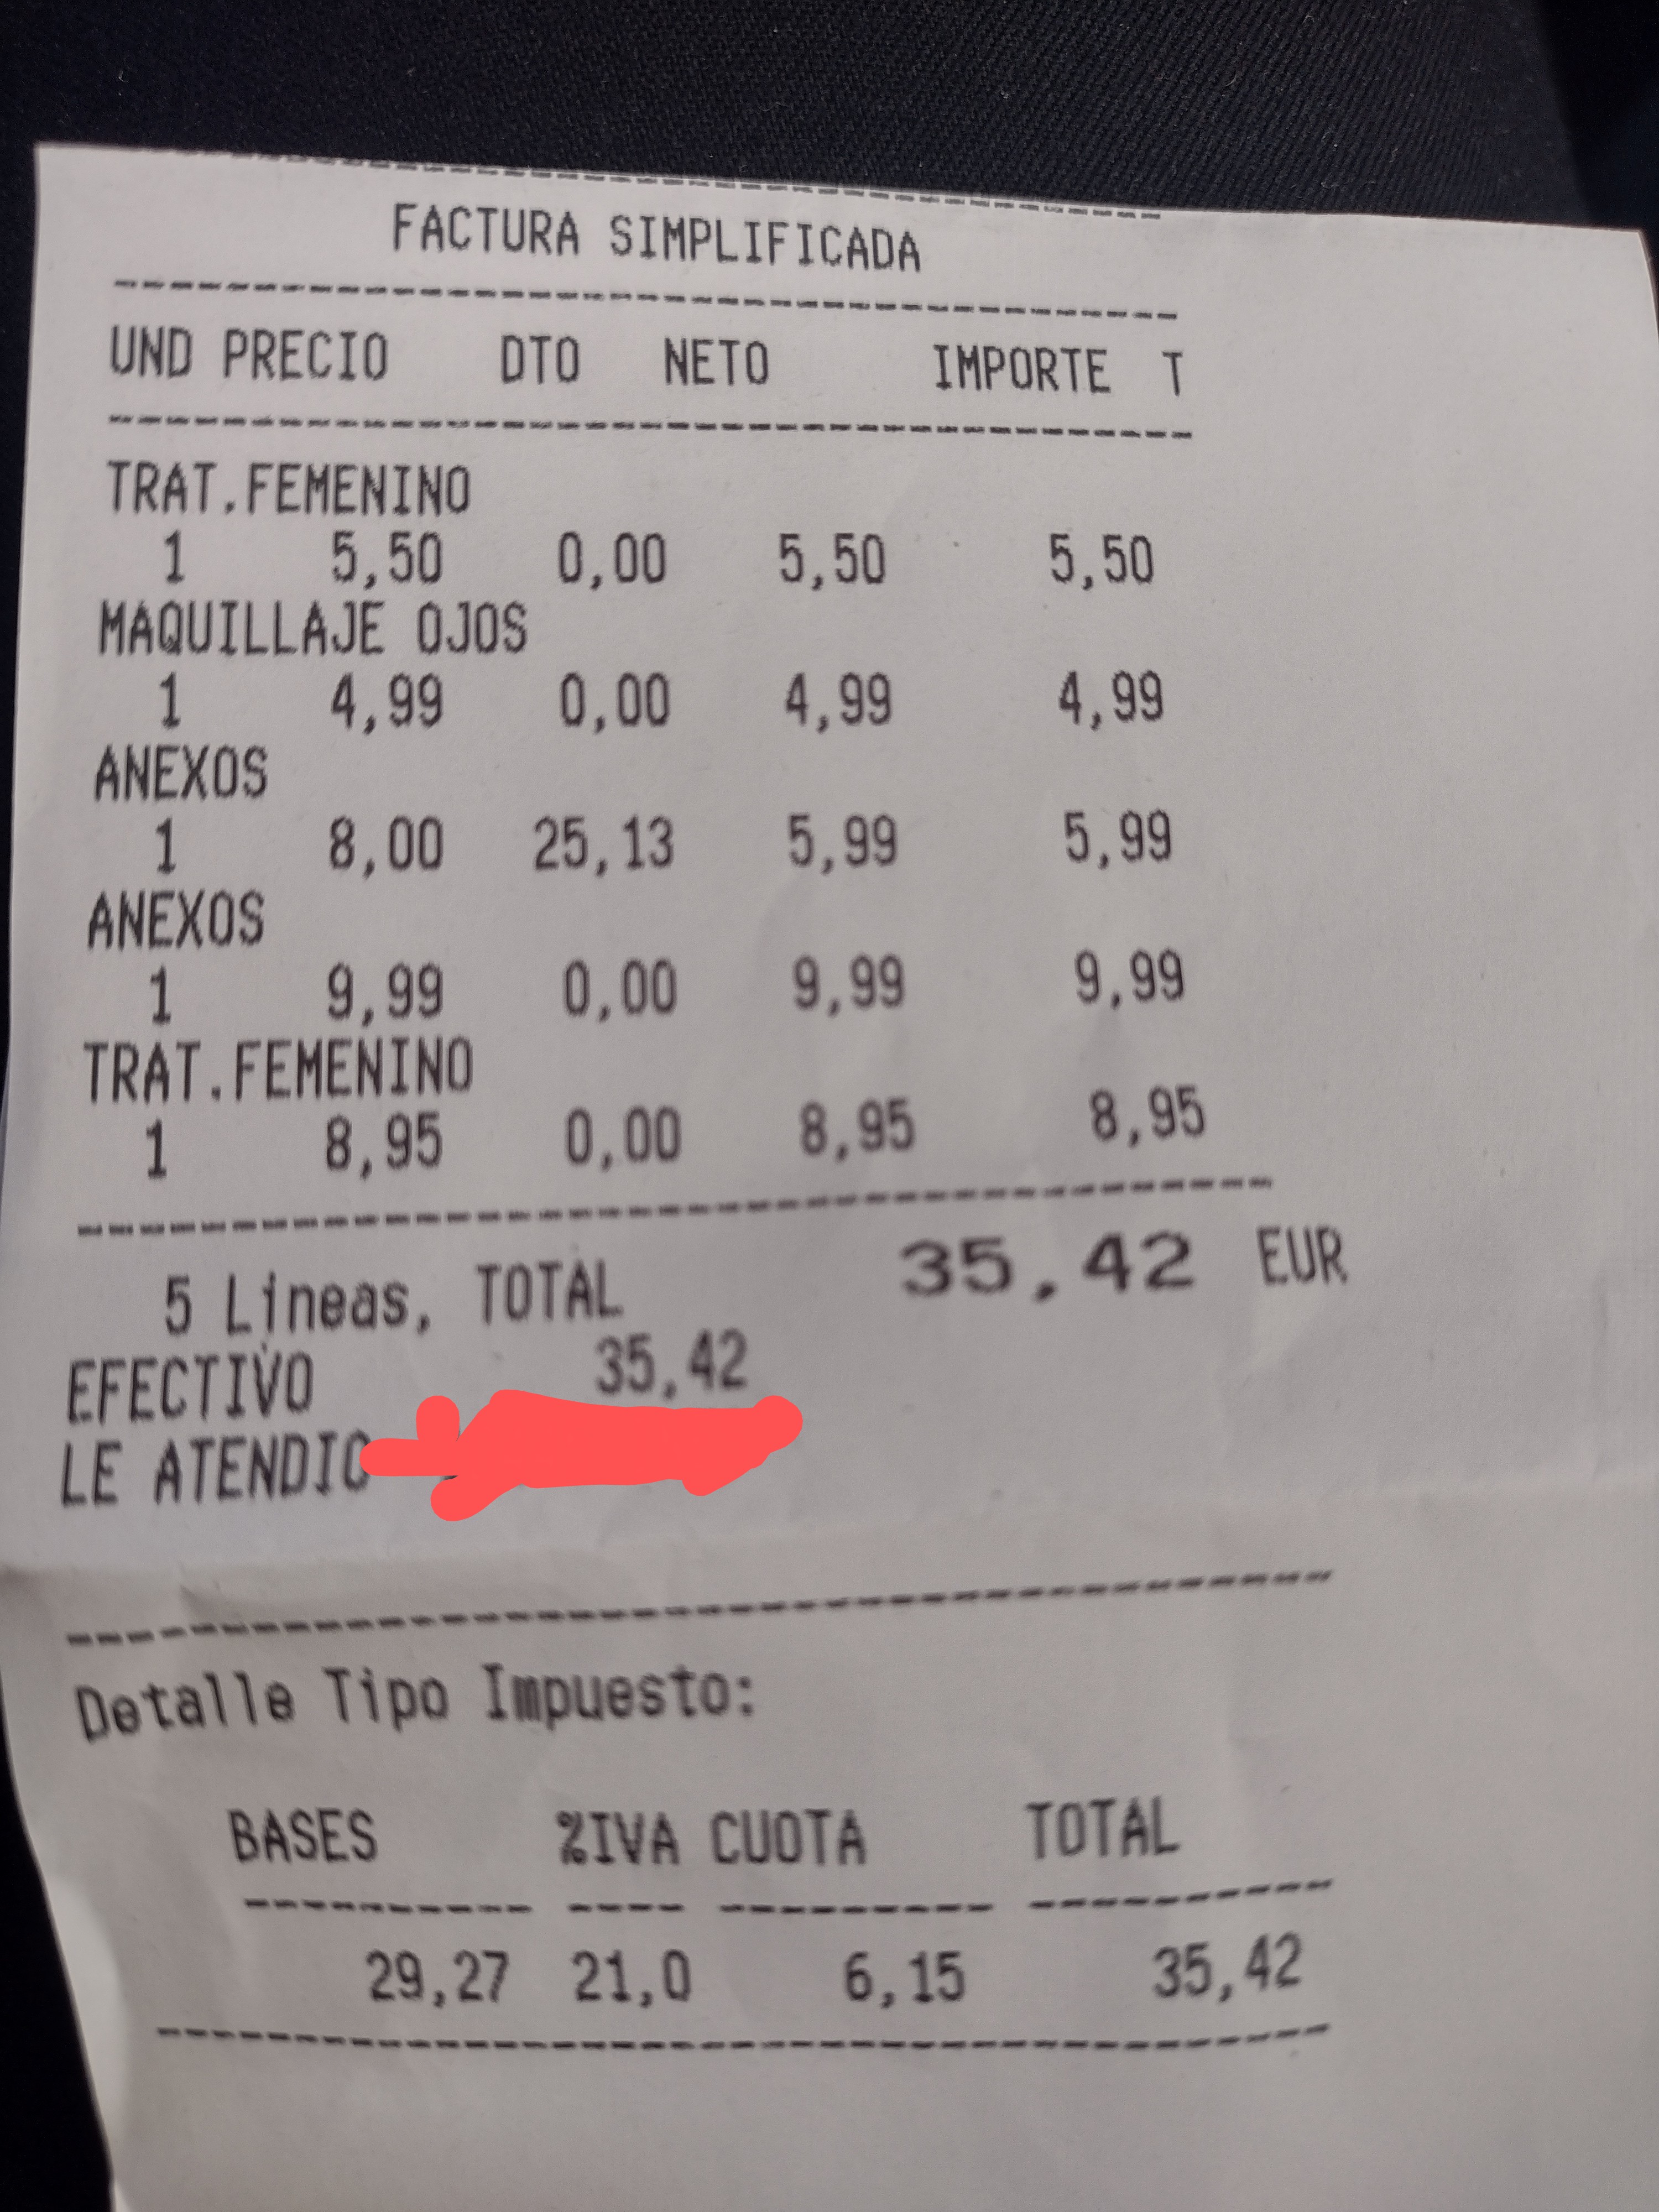 FACTURA SIMPLIFICADA
UND PRECIO DTO NETO IMPORTE T
TRAT.FEMENINO
1 5,50 0,00 5,50 5,50
MAQUILLAJE OJOS
1 4,99 0,00 4,99 4,99
ANEXOS
1 8,00 25,13 5,99 5,99
ANEXOS
1 9,99 0,00 9,99 9,99
TRAT.FEMENINO
1 8,95 0,00 8,95 8,95
5 Lineas, TOTAL 35,42 EUR
EFECTIVO 35,42
LE ATENDIO
Detalle Tipo Impuesto:
BASES %IVA CUOTA TOTAL
29,27 21,0 6,15 35,42